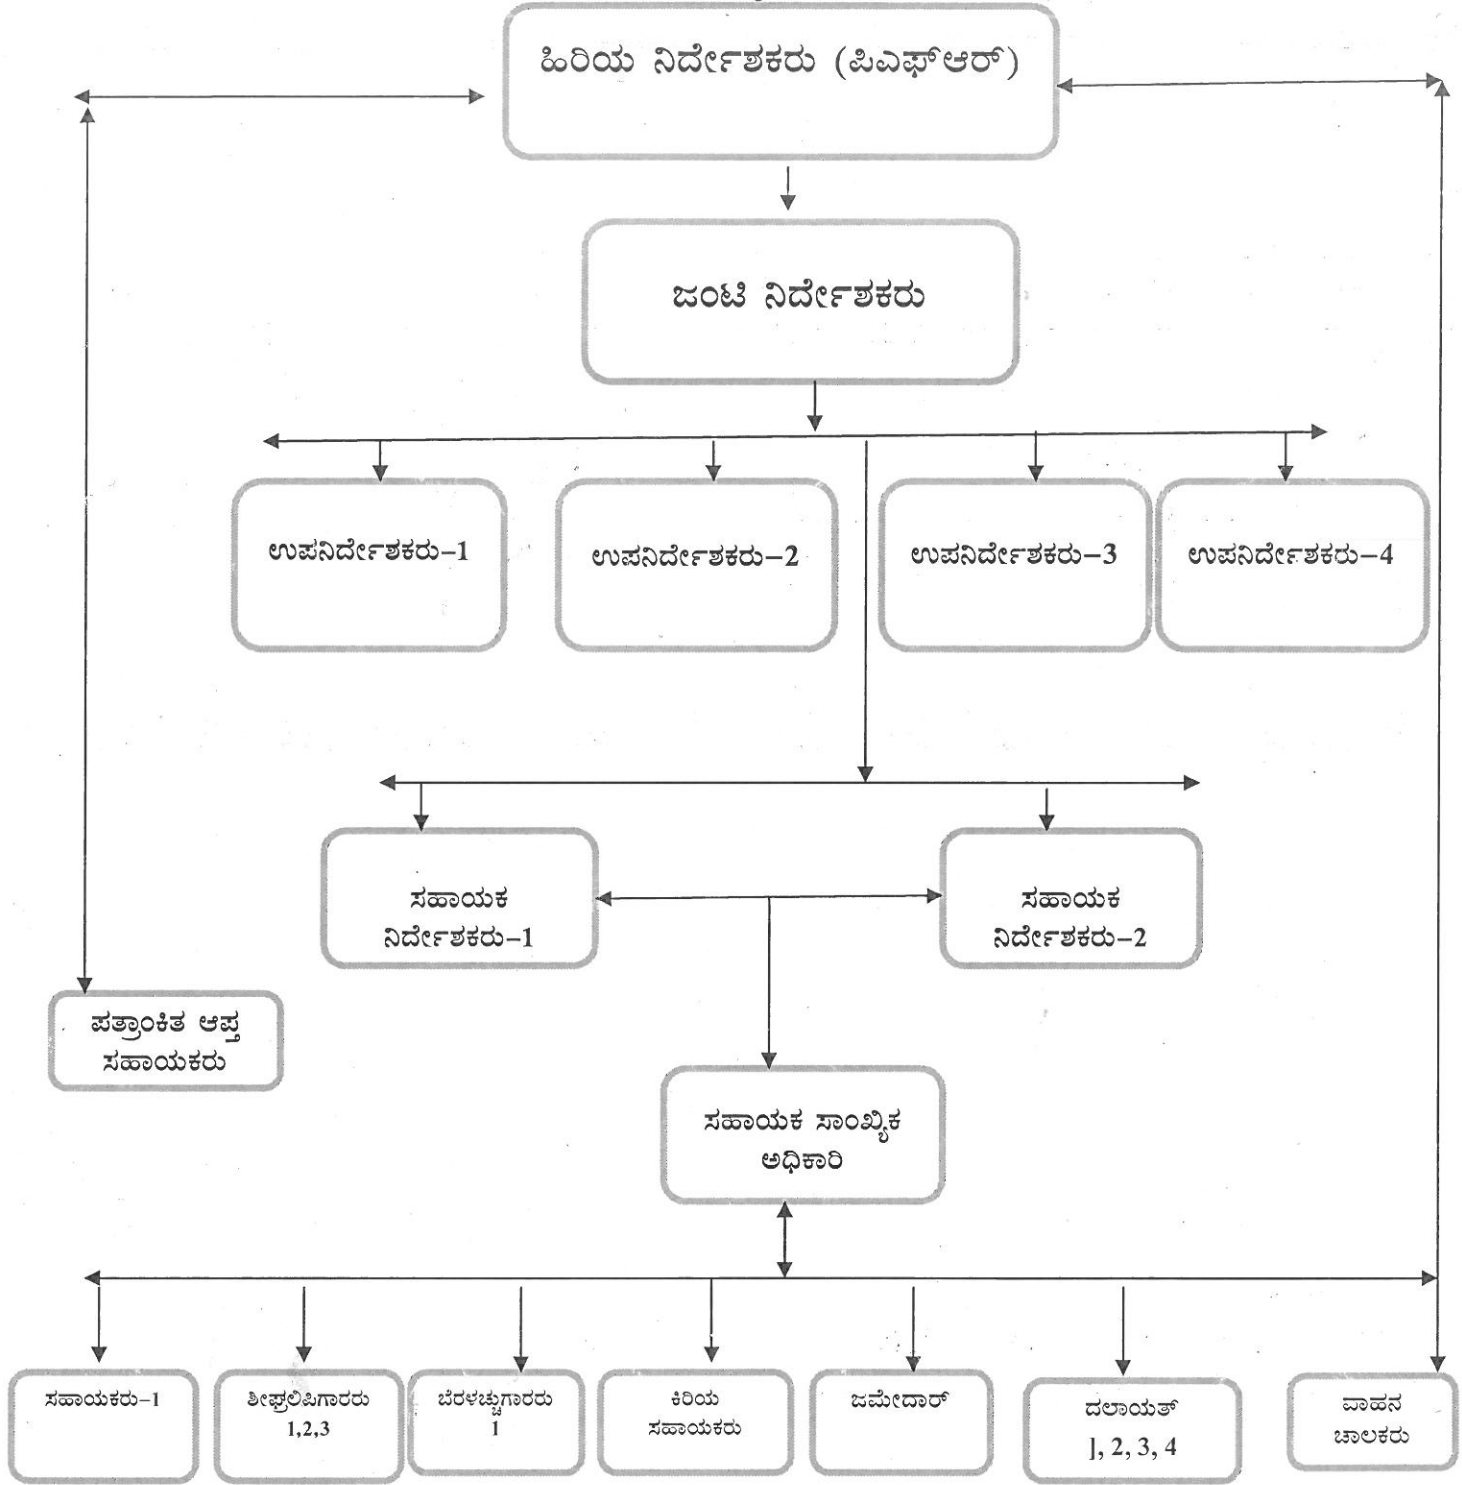 ಹಿರಿಯ ನಿರ್ದೇಶಕರು (ಪಿಎಫ್ಆರ್)
ಜಂಟಿ ನಿರ್ದೇಶಕರು
ಉಪನಿರ್ದೇಶಕರು–1
ಉಪನಿರ್ದೇಶಕರು–2
ಉಪನಿರ್ದೇಶಕರು–3
ಉಪನಿರ್ದೇಶಕರು–4
ಸಹಾಯಕ
ನಿರ್ದೇಶಕರು–1
ಸಹಾಯಕ
ನಿರ್ದೇಶಕರು–2
ಪತ್ರಾಂಕಿತ ಆಪ್ತ
ಸಹಾಯಕರು
ಸಹಾಯಕ ಸಾಂಖ್ಯಿಕ
ಅಧಿಕಾರಿ
ಸಹಾಯಕರು–1
ಶೀಘ್ರಲಿಪಿಗಾರರು
1,2,3
ಬೆರಳಚ್ಚುಗಾರರು
1
ಕಿರಿಯ
ಸಹಾಯಕರು
ಜಮೇದಾರ್
ದಲಾಯತ್
], 2, 3, 4
ವಾಹನ
ಚಾಲಕರು